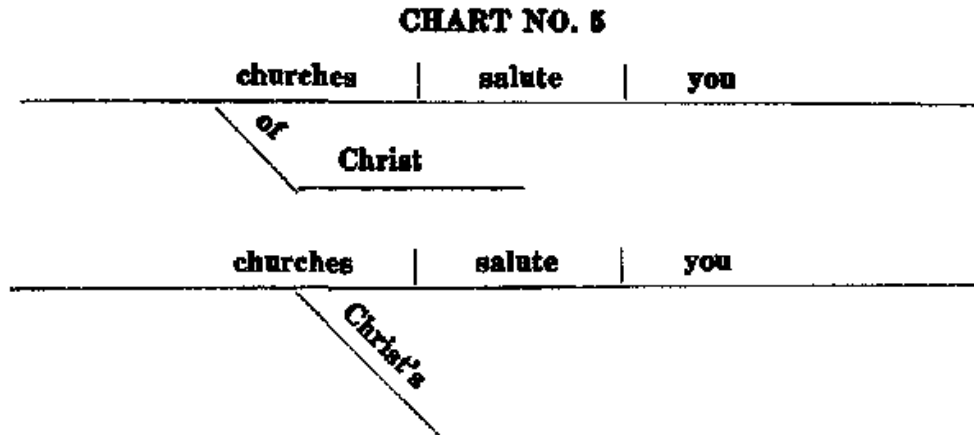 CHART NO. 5
churches salute you
of
Christ
churches salute you
Christ's